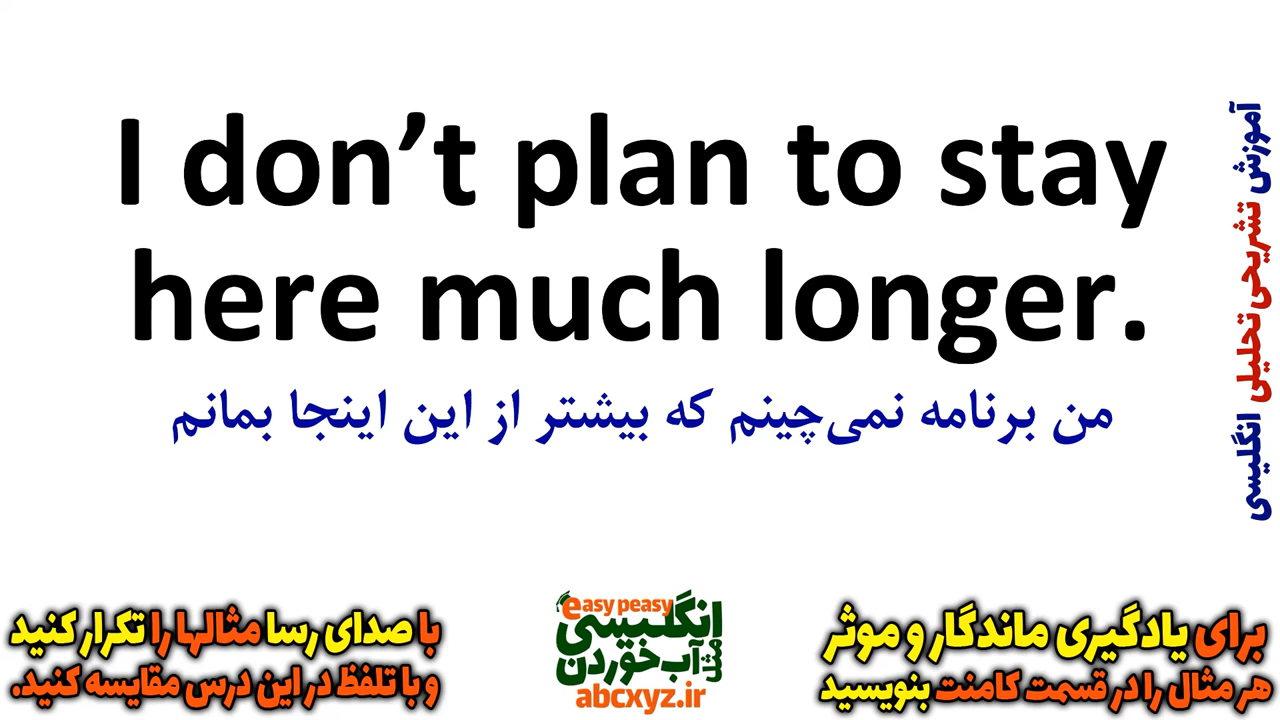 I don’t plan to stay
here much longer.
من برنامه نمی‌چینم که بیشتر از این اینجا بمانم
آموزش تشریحی تحلیلی انگلیسی
برای یادگیری ماندگار و موثر
هر مثال را در قسمت کامنت بنویسید
easy peasy
انگلیسی
مثل آب خوردن
abcxyz.ir
با صدای رسا مثالها را تکرار کنید
و با تلفظ در این درس مقایسه کنید.